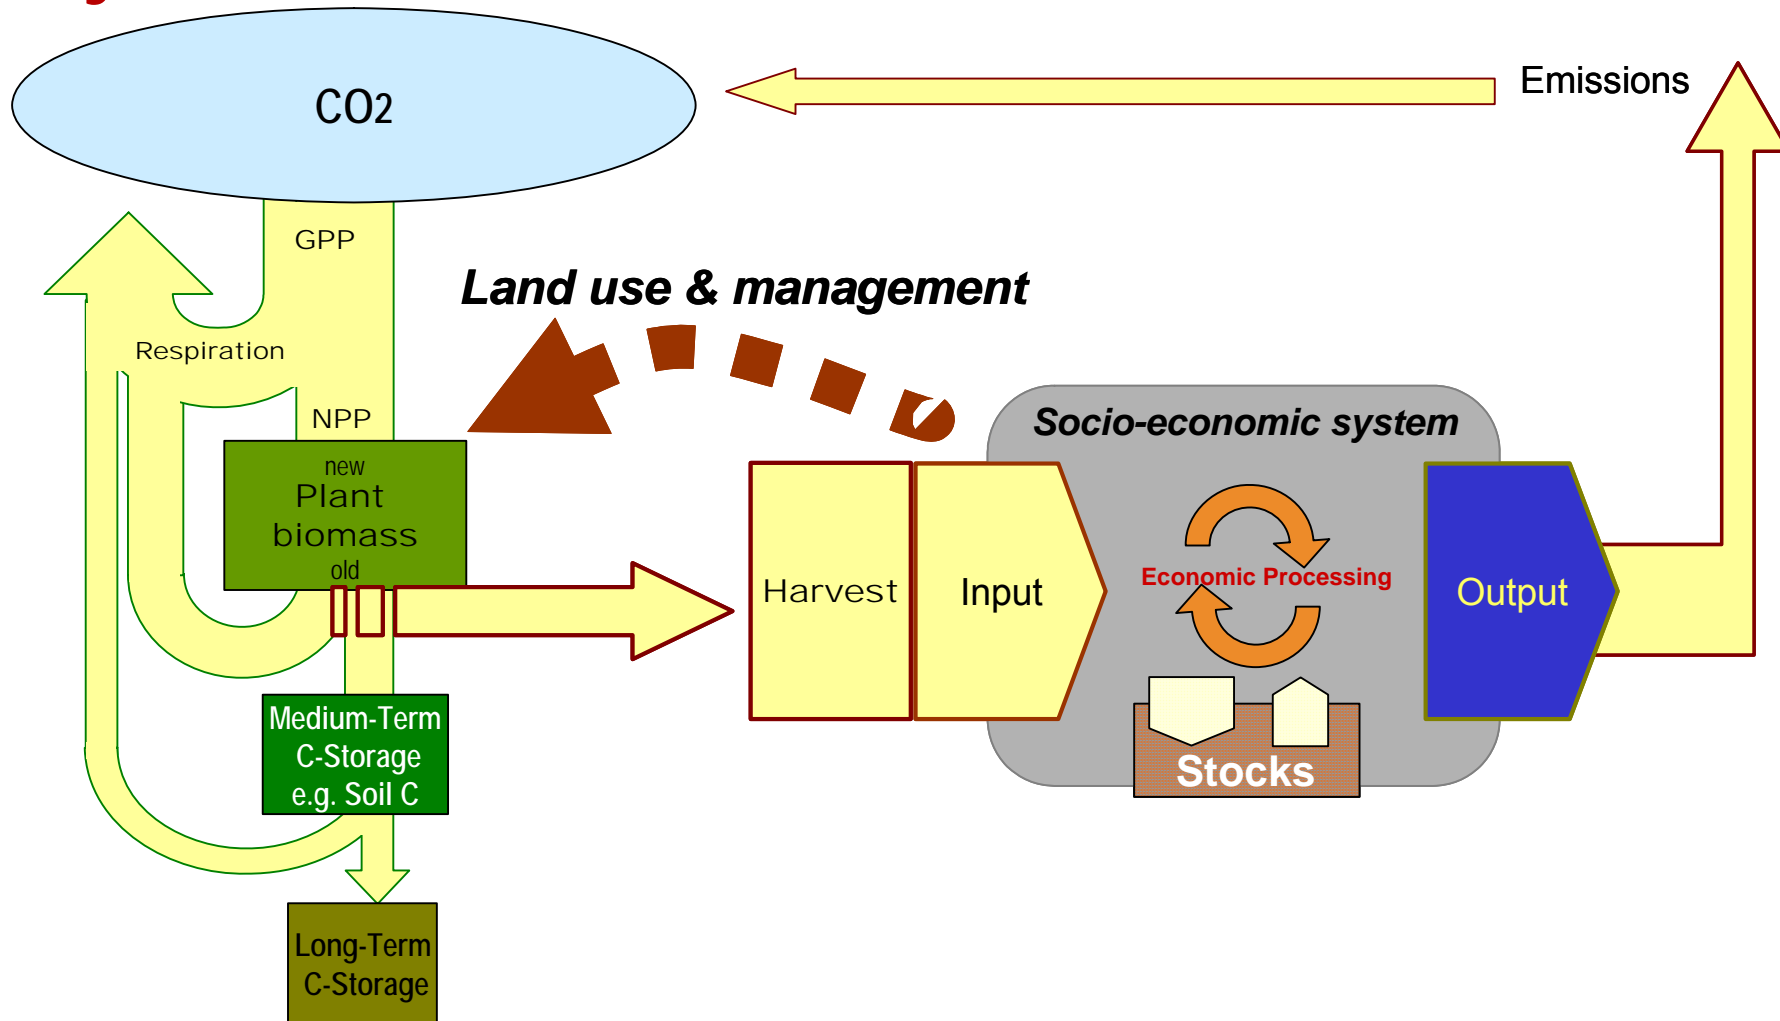 CO2
Emissions
GPP
Land use & management
Respiration
NPP
Socio-economic system
new
Plant
biomass
old
Economic Processing
Harvest
Input
Output
Medium-Term
C-Storage
e.g. Soil C
Stocks
Long-Term
C-Storage